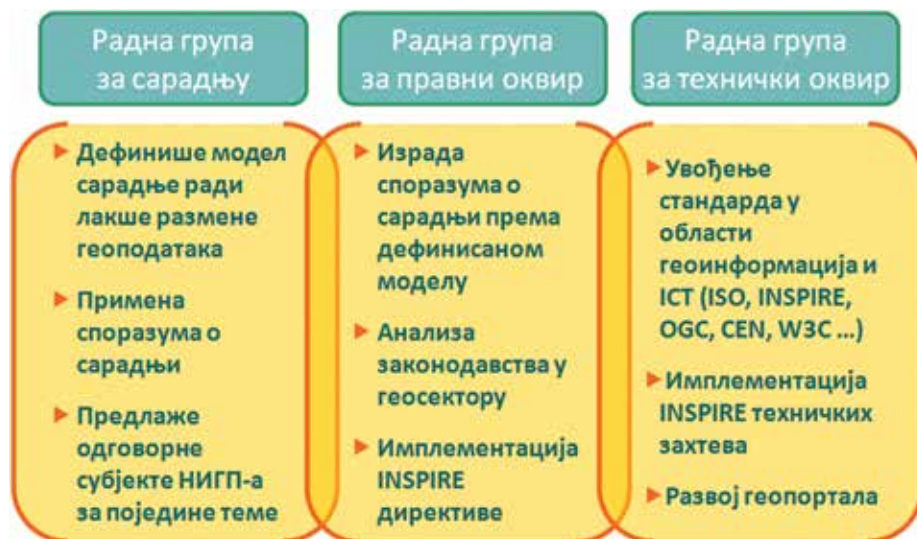 Радна група
за сарадњу
Дефинише модел
сарадње ради
лакше размене
геоподатака
Примена
споразума о
сарадњи
Предлаже
одговорне
субјекте НИГП-а
за поједине теме
Радна група
за правни оквир
Израда
споразума о
сарадњи према
дефинисаном
моделу
Анализа
законодавства у
геосектору
Имплементација
INSPIRE
директиве
Радна група
за технички оквир
Увођење
стандарда у
области
геоинформација и
ICT (ISO, INSPIRE,
OGC, CEN, W3C ...)
Имплементација
INSPIRE техничких
захтева
Развој геопортала